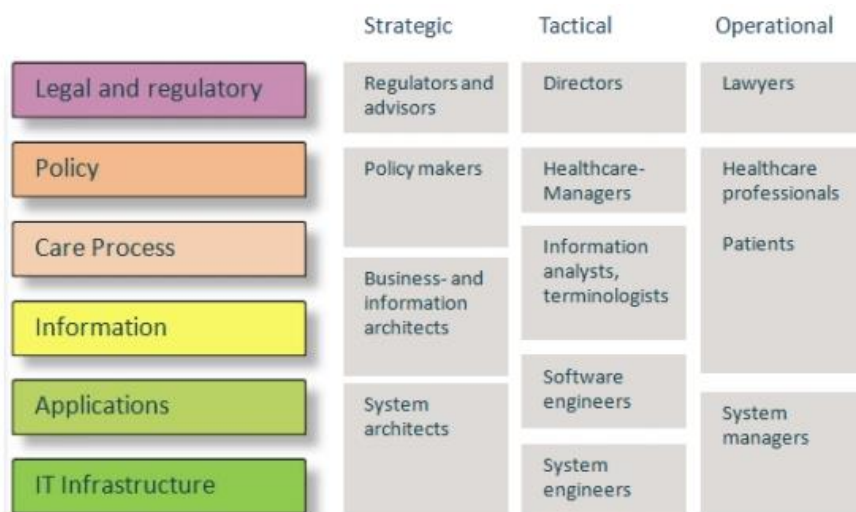 Strategic
Tactical
Operational
Legal and regulatory
Regulators and
advisors
Directors
Lawyers
Policy
Policy makers
Healthcare-
Managers
Healthcare
professionals
Patients
Care Process
Business- and
information
architects
Information
analysts,
terminologists
Information
Applications
System
architects
Software
engineers
System
managers
IT Infrastructure
System
engineers